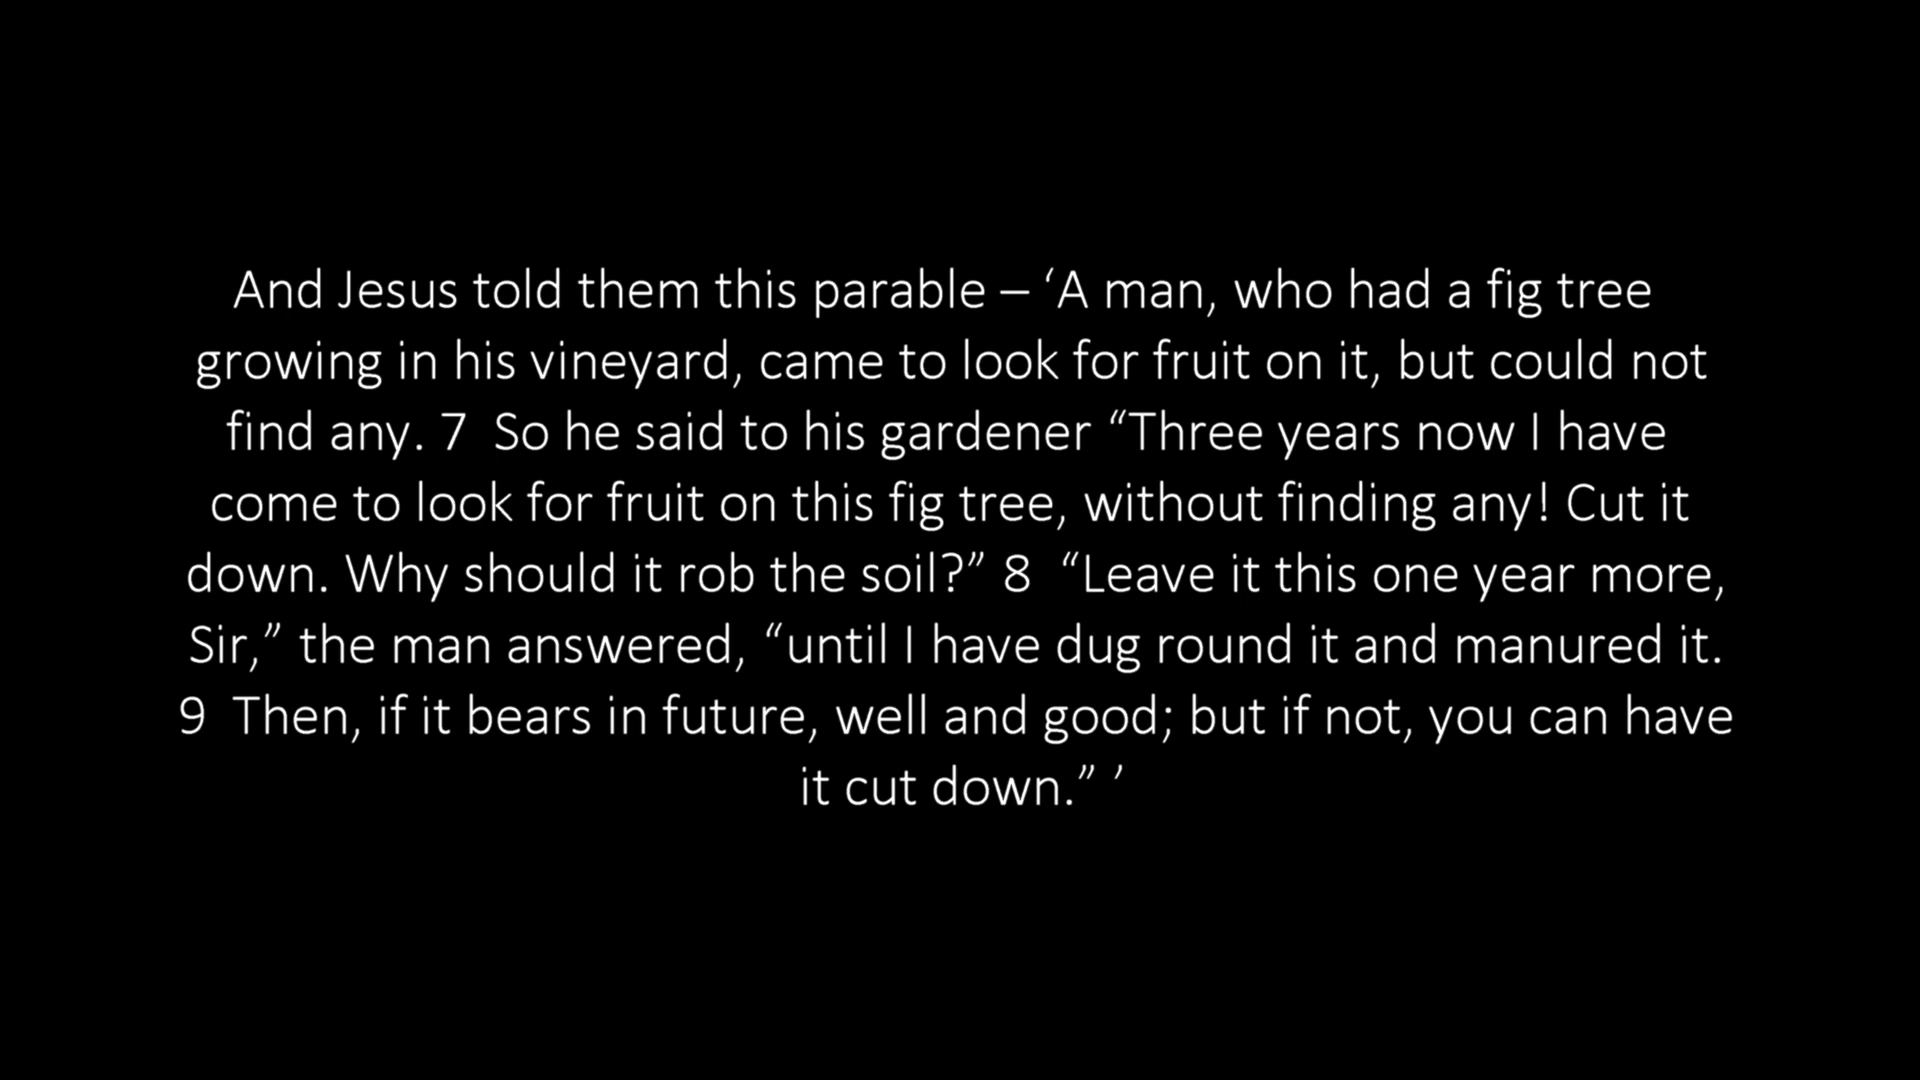 And Jesus told them this parable – ‘A man, who had a fig tree
growing in his vineyard, came to look for fruit on it, but could not
find any. 7  So he said to his gardener “Three years now I have
come to look for fruit on this fig tree, without finding any! Cut it
down. Why should it rob the soil?” 8  “Leave it this one year more,
Sir,” the man answered, “until I have dug round it and manured it.
9  Then, if it bears in future, well and good; but if not, you can have
it cut down.” ’